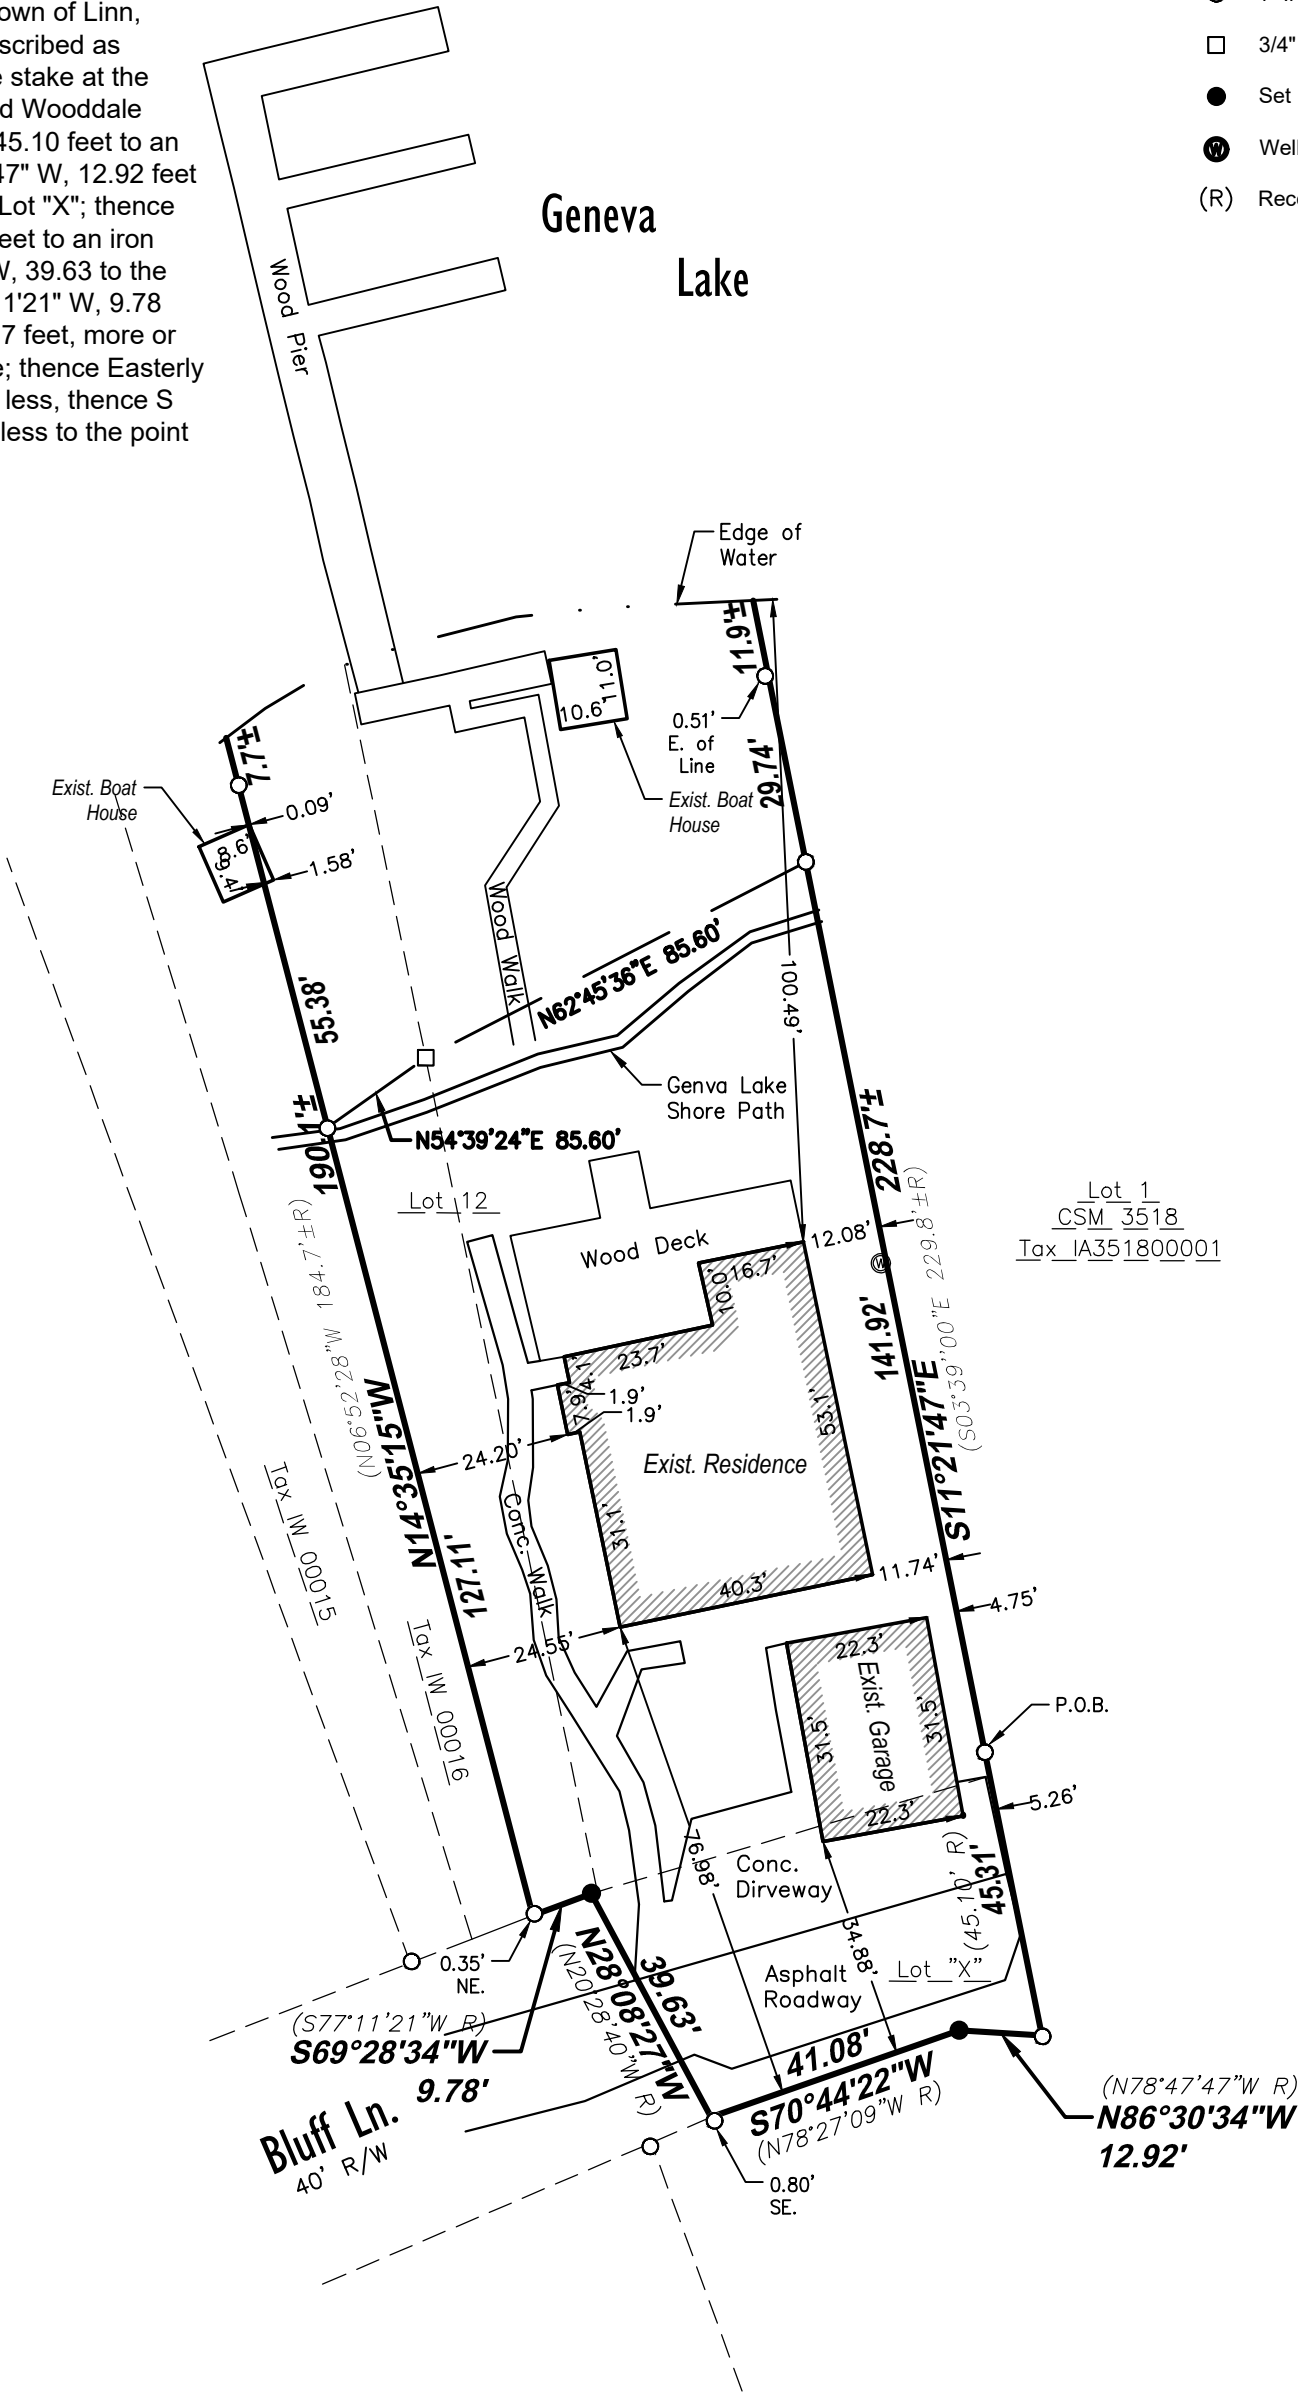 own of Linn,
scribed as
e stake at the
d Wooddale
45.10 feet to an
47" W, 12.92 feet
Lot "X"; thence
eet to an iron
W, 39.63 to the
1'21" W, 9.78
7 feet, more or
e; thence Easterly
less, thence S
less to the point
3/4"
Set
W Well
(R) Reco
Geneva
Lake
Wood Pier
Edge of
Water
11.9'±
11.0'
10.6'
0.51'
E. of
Line
29.74'
7.7'±
Exist. Boat
House
Exist. Boat
House
0.09'
8.6'
9.4'
1.58'
Wood Walk
N62°45'36"E 85.60'
100.49'
55.38'
Genva Lake
Shore Path
N54°39'24"E 85.60'
190.1'±
228.7'±
Lot 12
Lot 1
CSM 3518
Tax IA351800001
(N06°52'28"W 184.7'±R)
(S03°39'00"E 229.8'±R)
Wood Deck
12.08'
W
16.7'
10.0'
141.92'
23.7'
4.1'
7.9'
1.9'
1.9'
53.1'
N14°35'15"W
S11°21'47"E
24.20'
Exist. Residence
Tax IW 00015
Conc. Walk
31.1'
127.11'
40.3'
11.74'
4.75'
24.55'
Tax IW 00016
22.3'
Exist. Garage
31.5'
31.5'
P.O.B.
5.26'
22.3'
76.98'
Conc.
Dirveway
45.31'
(45.10' R)
34.88'
0.35'
NE.
N28°08'27"W
39.63'
(N20°28'40"W R)
Asphalt
Roadway
Lot "X"
(S77°11'21"W R)
S69°28'34"W
9.78'
41.08'
S70°44'22"W
(N78°27'09"W R)
(N78°47'47"W R)
N86°30'34"W
12.92'
Bluff Ln.
40' R/W
0.80'
SE.